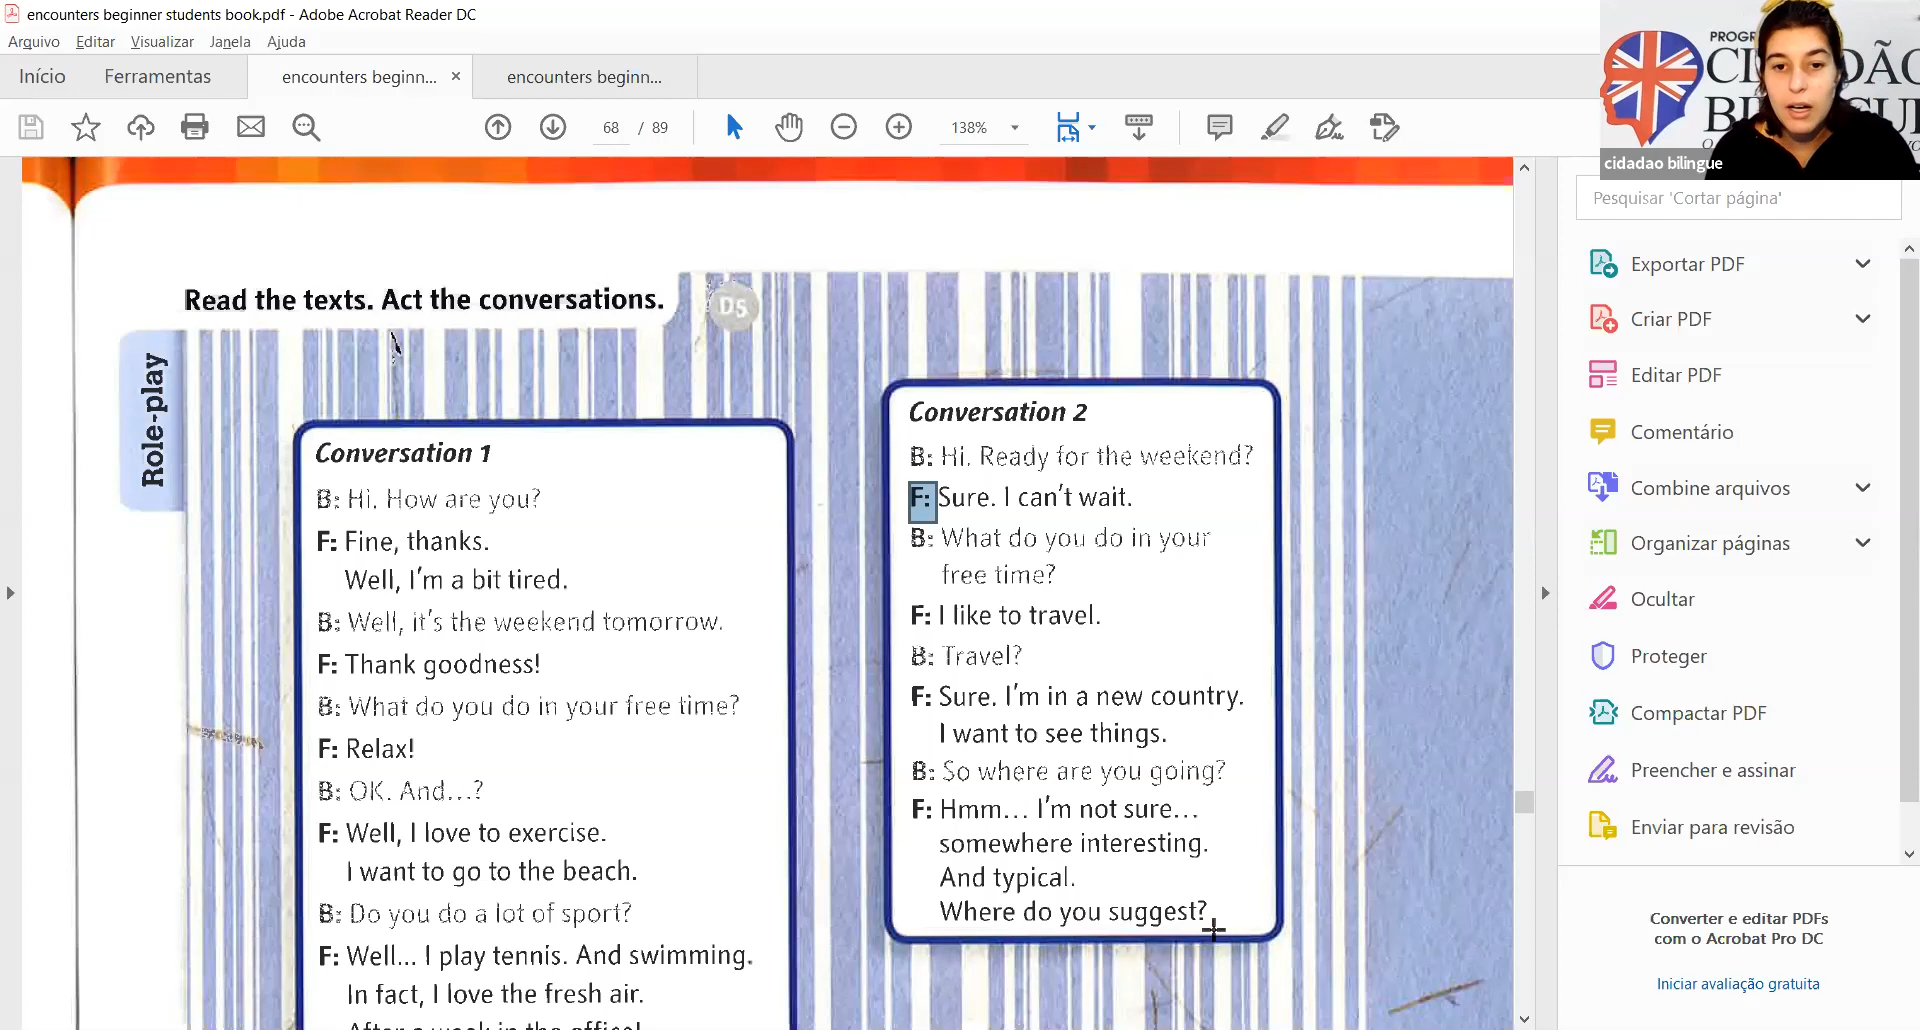 encounters beginner students book.pdf - Adobe Acrobat Reader DC
Arquivo Editar Visualizar Janela Ajuda
Início Ferramentas encounters beginn... × encounters beginn...
68 / 89 138%
Read the texts. Act the conversations. D5
Role-play
Conversation 1
B: Hi. How are you?
F: Fine, thanks.
Well, I'm a bit tired.
B: Well, it's the weekend tomorrow.
F: Thank goodness!
B: What do you do in your free time?
F: Relax!
B: OK. And...?
F: Well, I love to exercise.
I want to go to the beach.
B: Do you do a lot of sport?
F: Well... I play tennis. And swimming.
In fact, I love the fresh air.
After a week in the office!
Conversation 2
B: Hi. Ready for the weekend?
F: Sure. I can't wait.
B: What do you do in your
free time?
F: I like to travel.
B: Travel?
F: Sure. I'm in a new country.
I want to see things.
B: So where are you going?
F: Hmm... I'm not sure...
somewhere interesting.
And typical.
Where do you suggest?
cidadao bilingue
Pesquisar 'Cortar página'
Exportar PDF
Criar PDF
Editar PDF
Comentário
Combine arquivos
Organizar páginas
Ocultar
Proteger
Compactar PDF
Preencher e assinar
Enviar para revisão
Converter e editar PDFs
com o Acrobat Pro DC
Iniciar avaliação gratuita